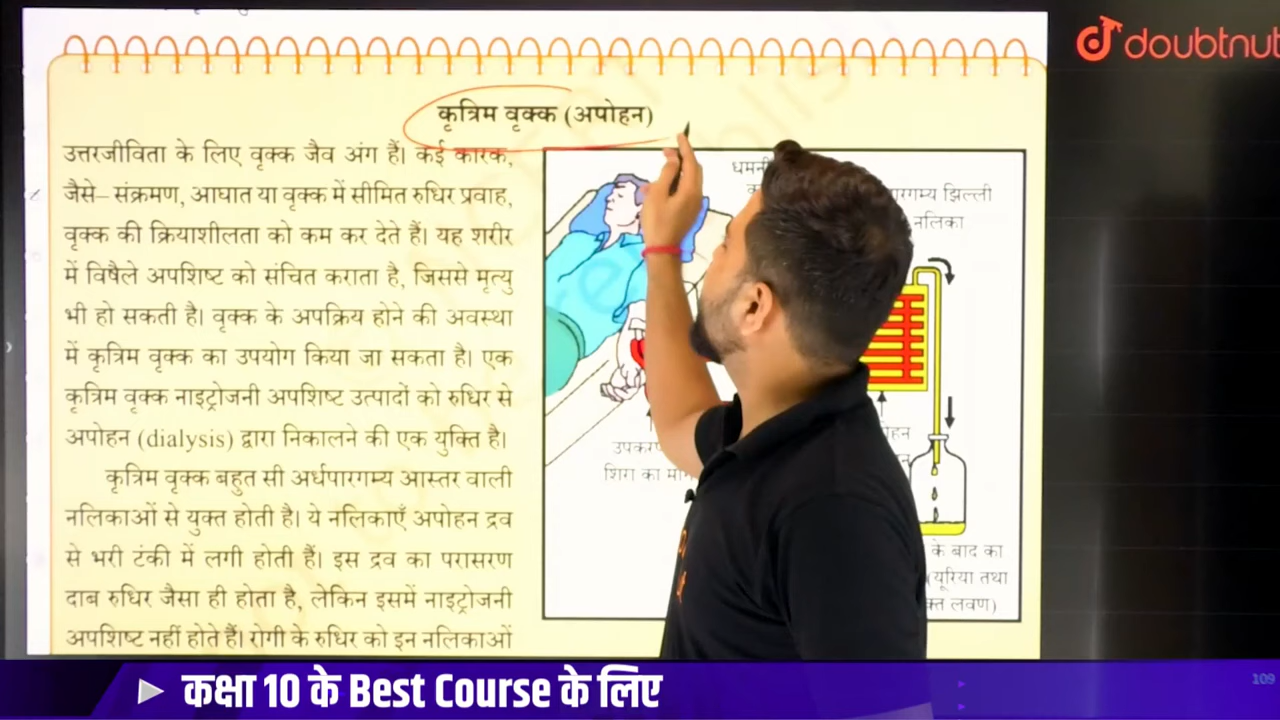 doubtnut
कृत्रिम वृक्क (अपोहन)
उत्तरजीविता के लिए वृक्क जैव अंग हैं। कई कारक,
जैसे– संक्रमण, आघात या वृक्क में सीमित रुधिर प्रवाह,
वृक्क की क्रियाशीलता को कम कर देते हैं। यह शरीर
में विषैले अपशिष्ट को संचित कराता है, जिससे मृत्यु
भी हो सकती है। वृक्क के अपक्रिय होने की अवस्था
में कृत्रिम वृक्क का उपयोग किया जा सकता है। एक
कृत्रिम वृक्क नाइट्रोजनी अपशिष्ट उत्पादों को रुधिर से
अपोहन (dialysis) द्वारा निकालने की एक युक्ति है।
कृत्रिम वृक्क बहुत सी अर्धपारगम्य आस्तर वाली
नलिकाओं से युक्त होती है। ये नलिकाएँ अपोहन द्रव
से भरी टंकी में लगी होती हैं। इस द्रव का परासरण
दाब रुधिर जैसा ही होता है, लेकिन इसमें नाइट्रोजनी
अपशिष्ट नहीं होते हैं। रोगी के रुधिर को इन नलिकाओं
धमनी
झिल्ली
नलिका
शिरा का
के बाद का
(यूरिया तथा
लवण)
कक्षा 10 के Best Course के लिए
109